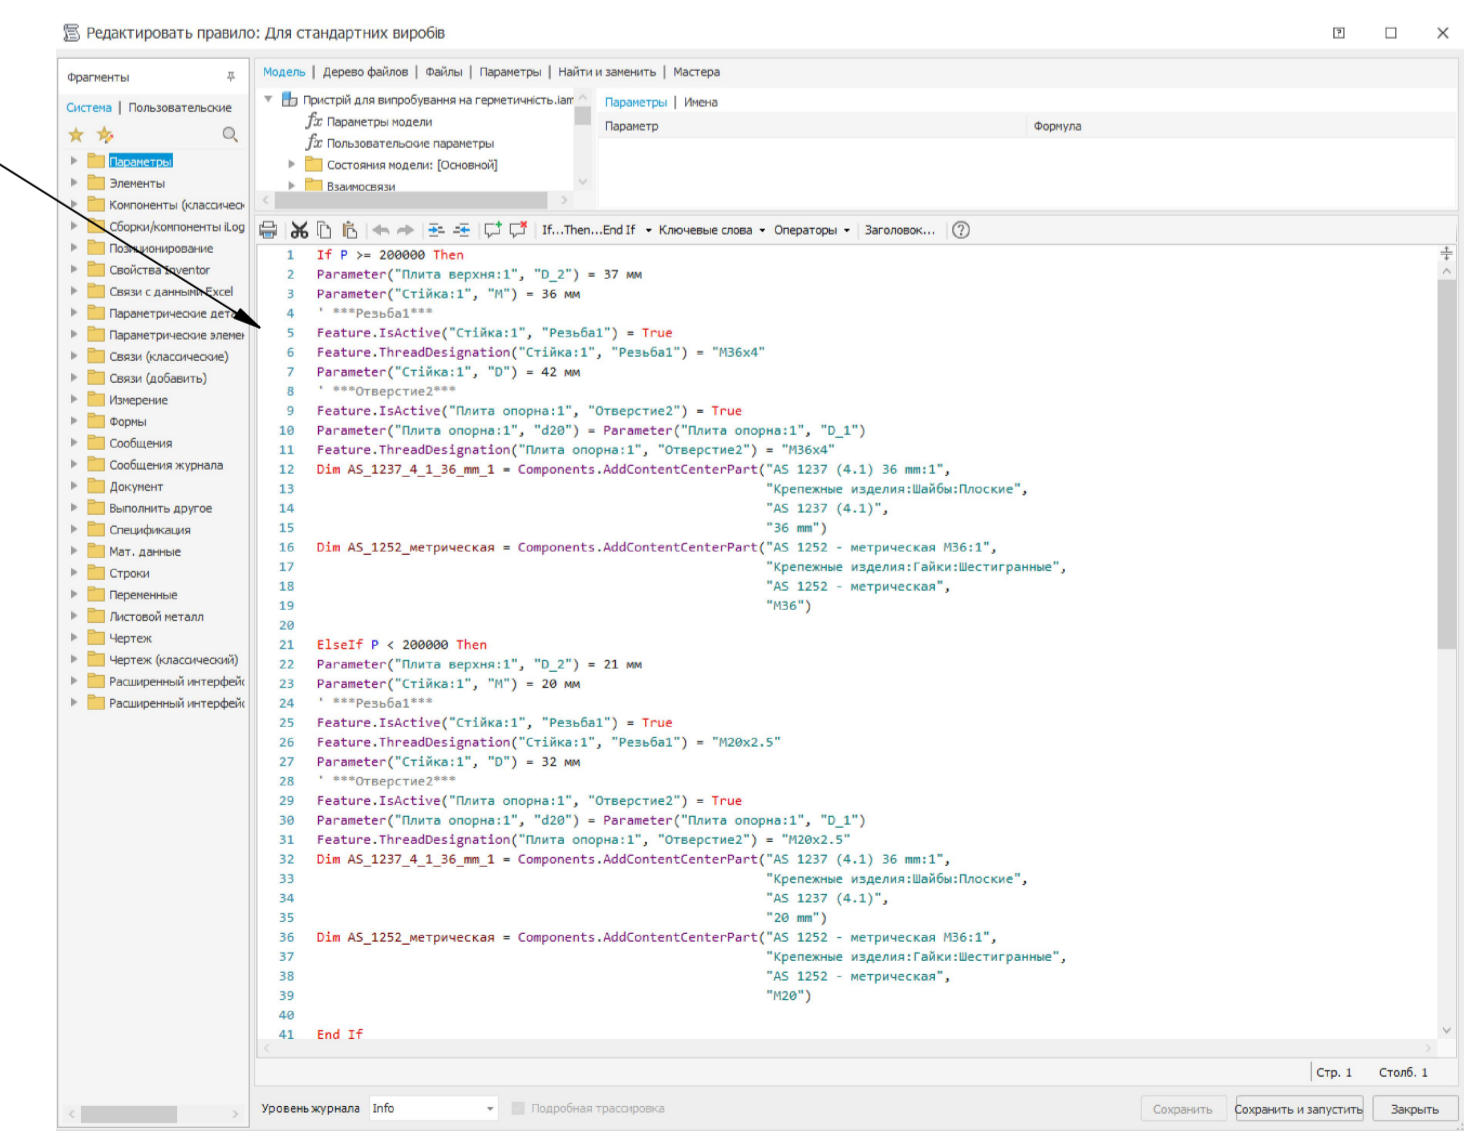 Редактировать правило: Для стандартних виробів
Фрагменты
Система | Пользовательские
Параметры
Элементы
Компоненты (классическ
Сборки/компоненты iLog
Позиционирование
Свойства Inventor
Связи с данными Excel
Параметрические дета
Параметрические элемен
Связи (классические)
Связи (добавить)
Измерение
Формы
Сообщения
Сообщения журнала
Документ
Выполнить другое
Спецификация
Мат. данные
Строки
Переменные
Листовой металл
Чертеж
Чертеж (классический)
Расширенный интерфейс
Расширенный интерфейс
Модель | Дерево файлов | Файлы | Параметры | Найти и заменить | Мастера
Пристрій для випробування на герметичність.iam
fx Параметры модели
fx Пользовательские параметры
Состояния модели: [Основной]
Взаимосвязи
Параметры | Имена
Параметр Формула
If...Then...End If Ключевые слова Операторы Заголовок...
1 If P >= 200000 Then
2 Parameter("Плита верхня:1", "D_2") = 37 мм
3 Parameter("Стійка:1", "M") = 36 мм
4 ' ***Резьба1***
5 Feature.IsActive("Стійка:1", "Резьба1") = True
6 Feature.ThreadDesignation("Стійка:1", "Резьба1") = "M36x4"
7 Parameter("Стійка:1", "D") = 42 мм
8 ' ***Отверстие2***
9 Feature.IsActive("Плита опорна:1", "Отверстие2") = True
10 Parameter("Плита опорна:1", "d20") = Parameter("Плита опорна:1", "D_1")
11 Feature.ThreadDesignation("Плита опорна:1", "Отверстие2") = "M36x4"
12 Dim AS_1237_4_1_36_mm_1 = Components.AddContentCenterPart("AS 1237 (4.1) 36 mm:1",
13 "Крепежные изделия:Шайбы:Плоские",
14 "AS 1237 (4.1)",
15 "36 mm")
16 Dim AS_1252_метрическая = Components.AddContentCenterPart("AS 1252 - метрическая M36:1",
17 "Крепежные изделия:Гайки:Шестигранные",
18 "AS 1252 - метрическая",
19 "M36")
20
21 ElseIf P < 200000 Then
22 Parameter("Плита верхня:1", "D_2") = 21 мм
23 Parameter("Стійка:1", "M") = 20 мм
24 ' ***Резьба1***
25 Feature.IsActive("Стійка:1", "Резьба1") = True
26 Feature.ThreadDesignation("Стійка:1", "Резьба1") = "M20x2.5"
27 Parameter("Стійка:1", "D") = 32 мм
28 ' ***Отверстие2***
29 Feature.IsActive("Плита опорна:1", "Отверстие2") = True
30 Parameter("Плита опорна:1", "d20") = Parameter("Плита опорна:1", "D_1")
31 Feature.ThreadDesignation("Плита опорна:1", "Отверстие2") = "M20x2.5"
32 Dim AS_1237_4_1_36_mm_1 = Components.AddContentCenterPart("AS 1237 (4.1) 36 mm:1",
33 "Крепежные изделия:Шайбы:Плоские",
34 "AS 1237 (4.1)",
35 "20 mm")
36 Dim AS_1252_метрическая = Components.AddContentCenterPart("AS 1252 - метрическая M36:1",
37 "Крепежные изделия:Гайки:Шестигранные",
38 "AS 1252 - метрическая",
39 "M20")
40
41 End If
Стр. 1 Столб. 1
Уровень журнала Info Подробная трассировка Сохранить Сохранить и запустить Закрыть